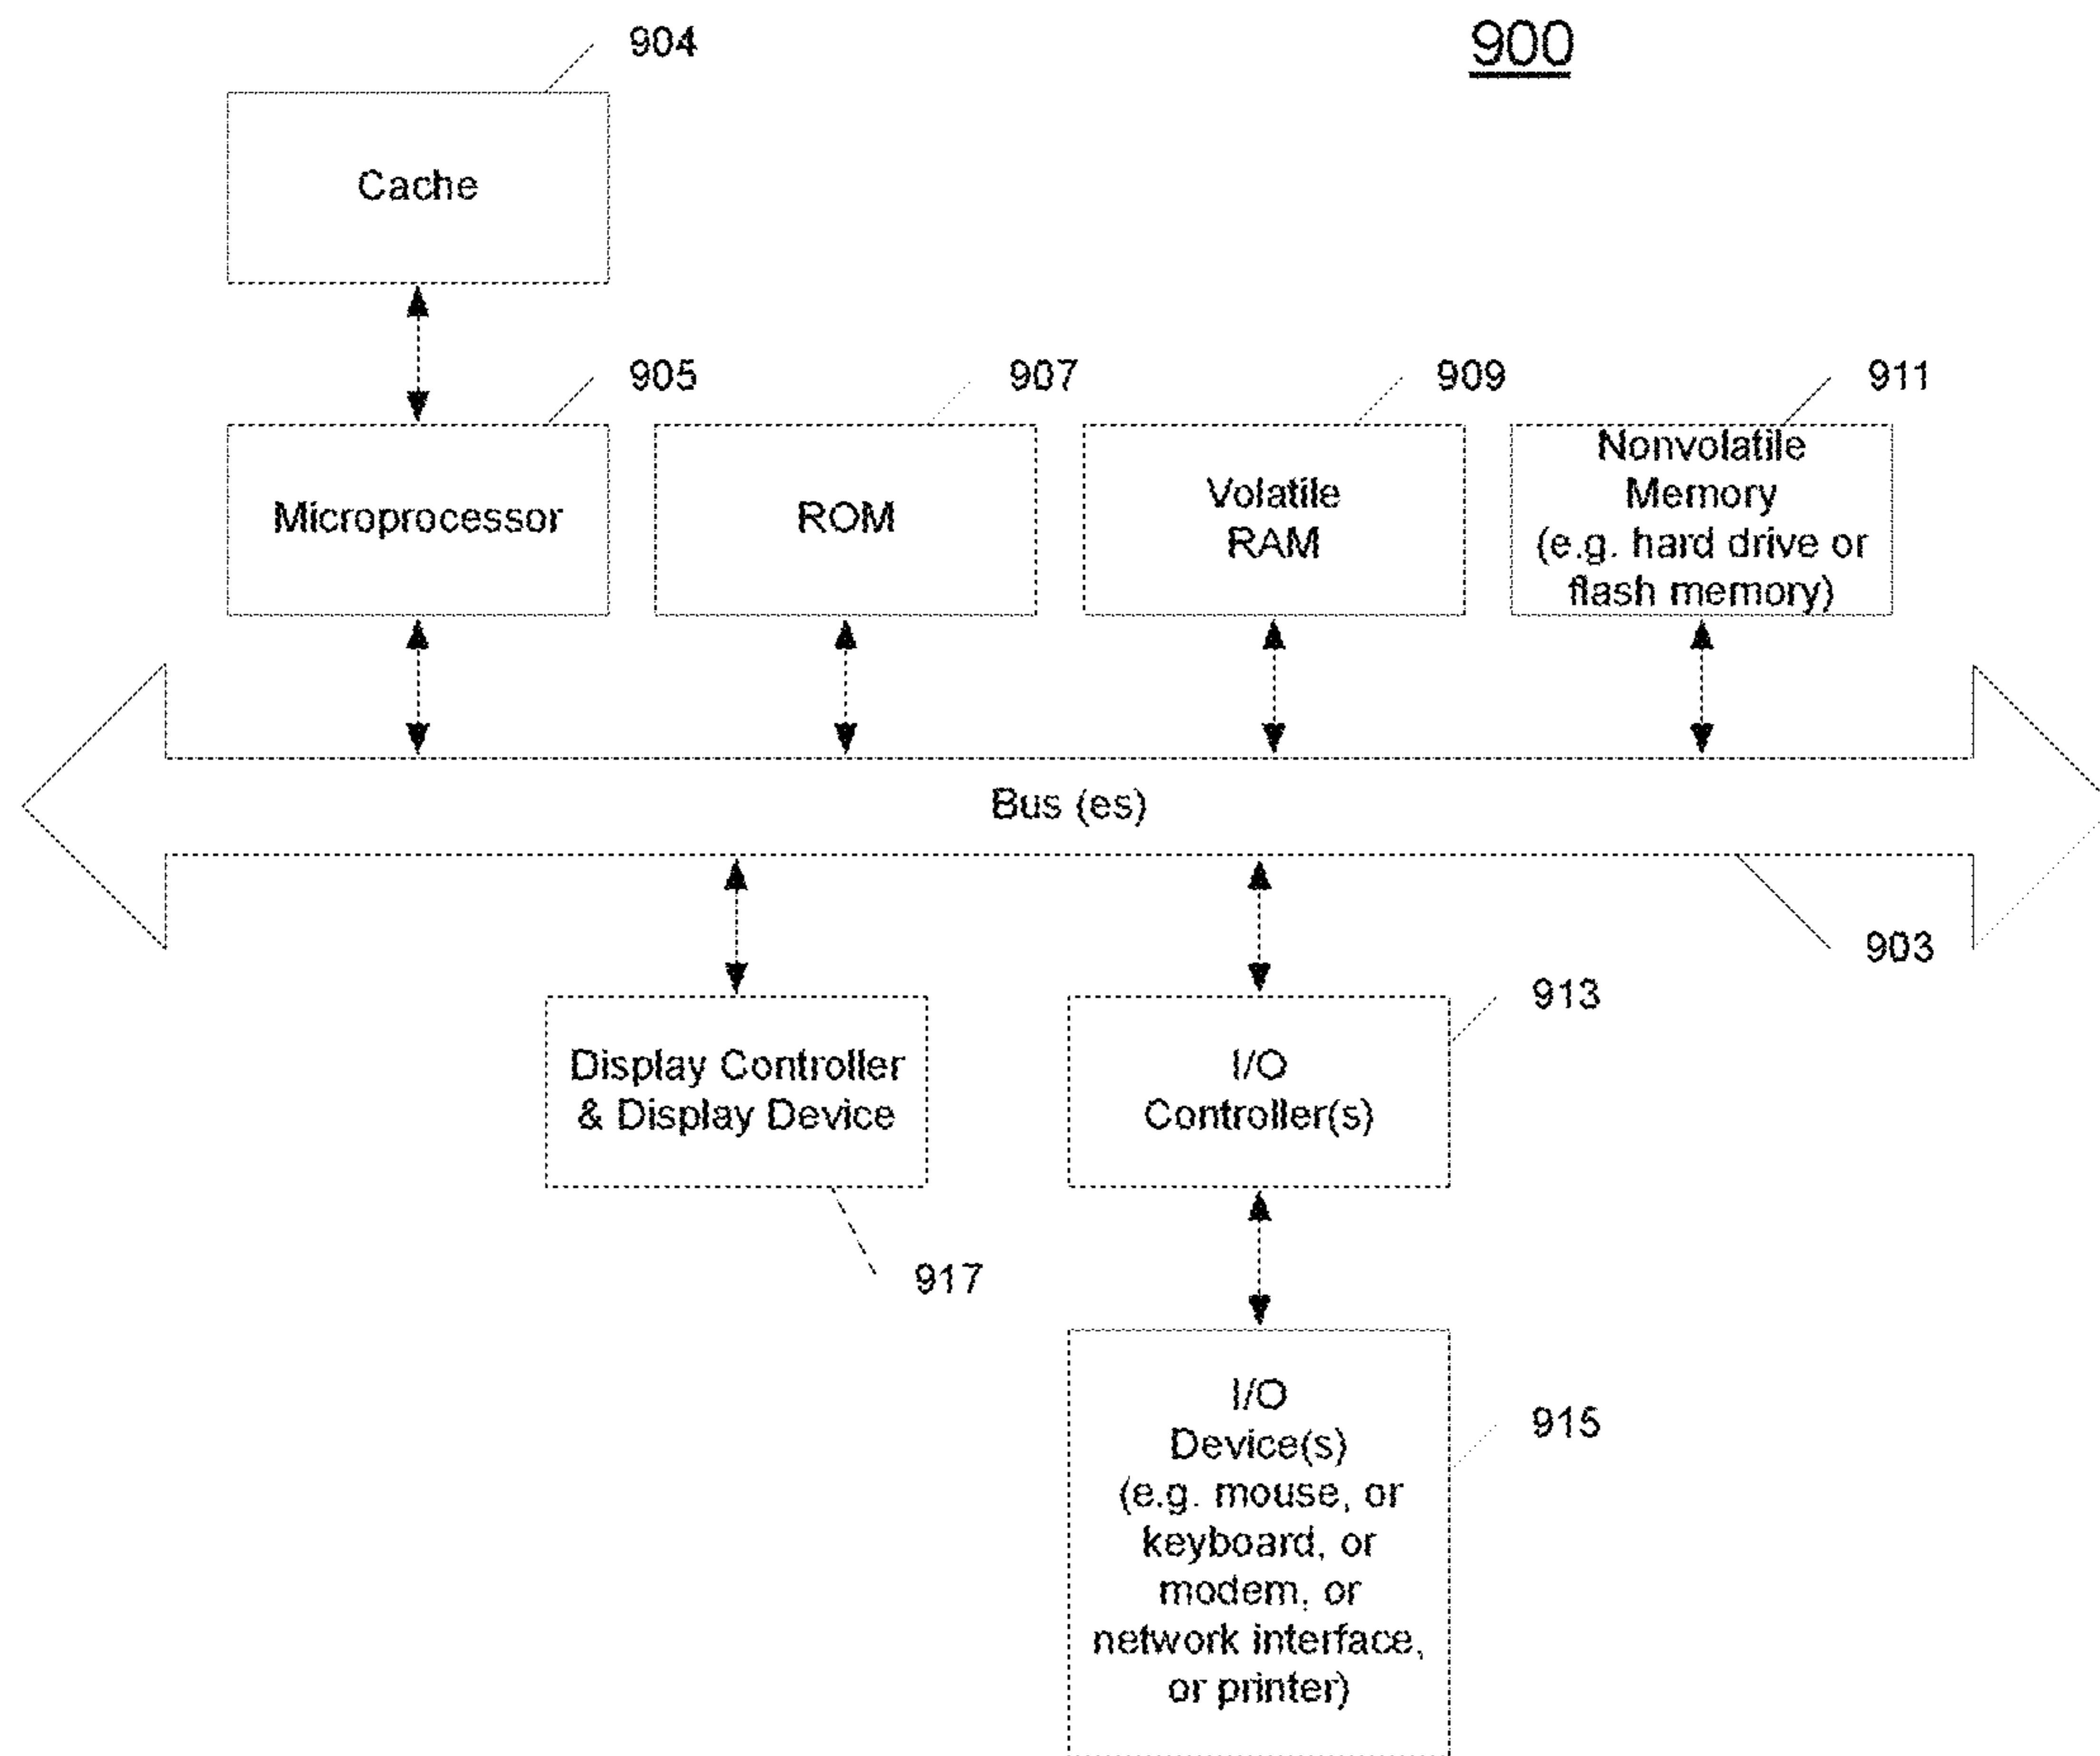 900
904
Cache
905
907
909
911
Microprocessor
ROM
Volatile
RAM
Nonvolatile
Memory
(e.g. hard drive or
flash memory)
Bus (es)
903
Display Controller
& Display Device
917
I/O
Controller(s)
913
I/O
Device(s)
(e.g. mouse, or
keyboard, or
modem, or
network interface,
or printer)
915